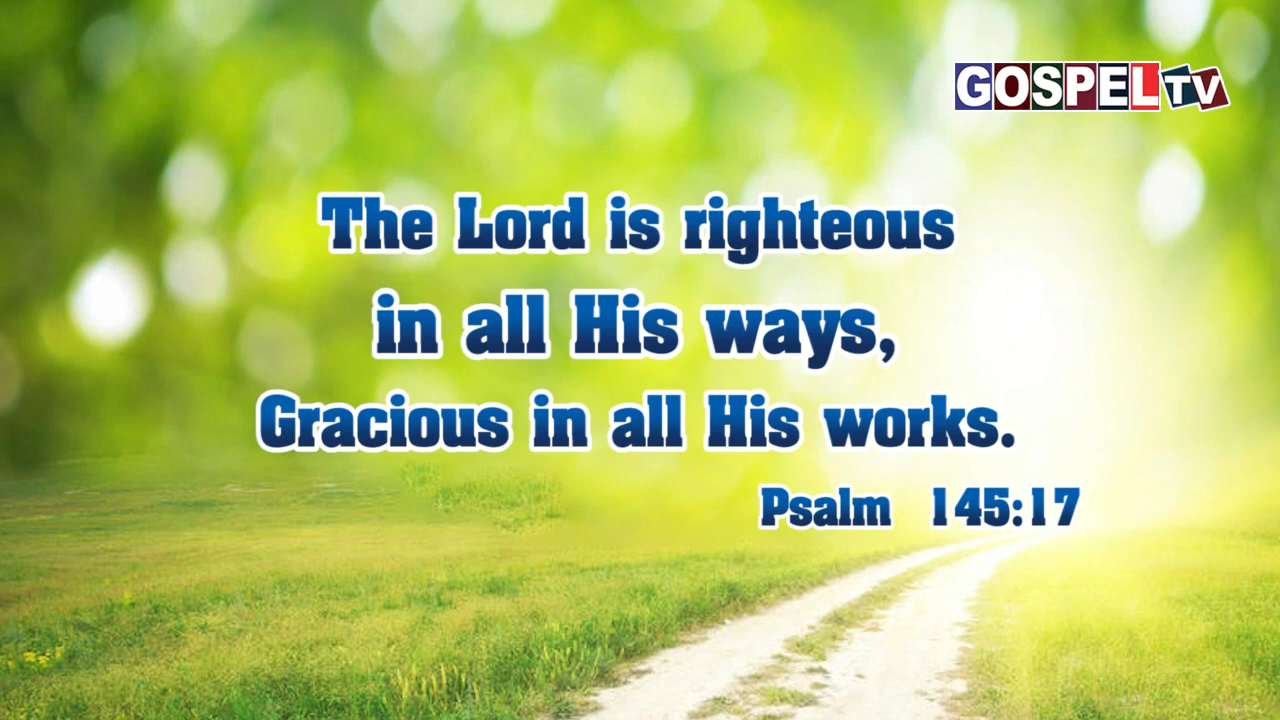 GOSPEL TV
The Lord is righteous
in all His ways,
Gracious in all His works.
Psalm 145:17